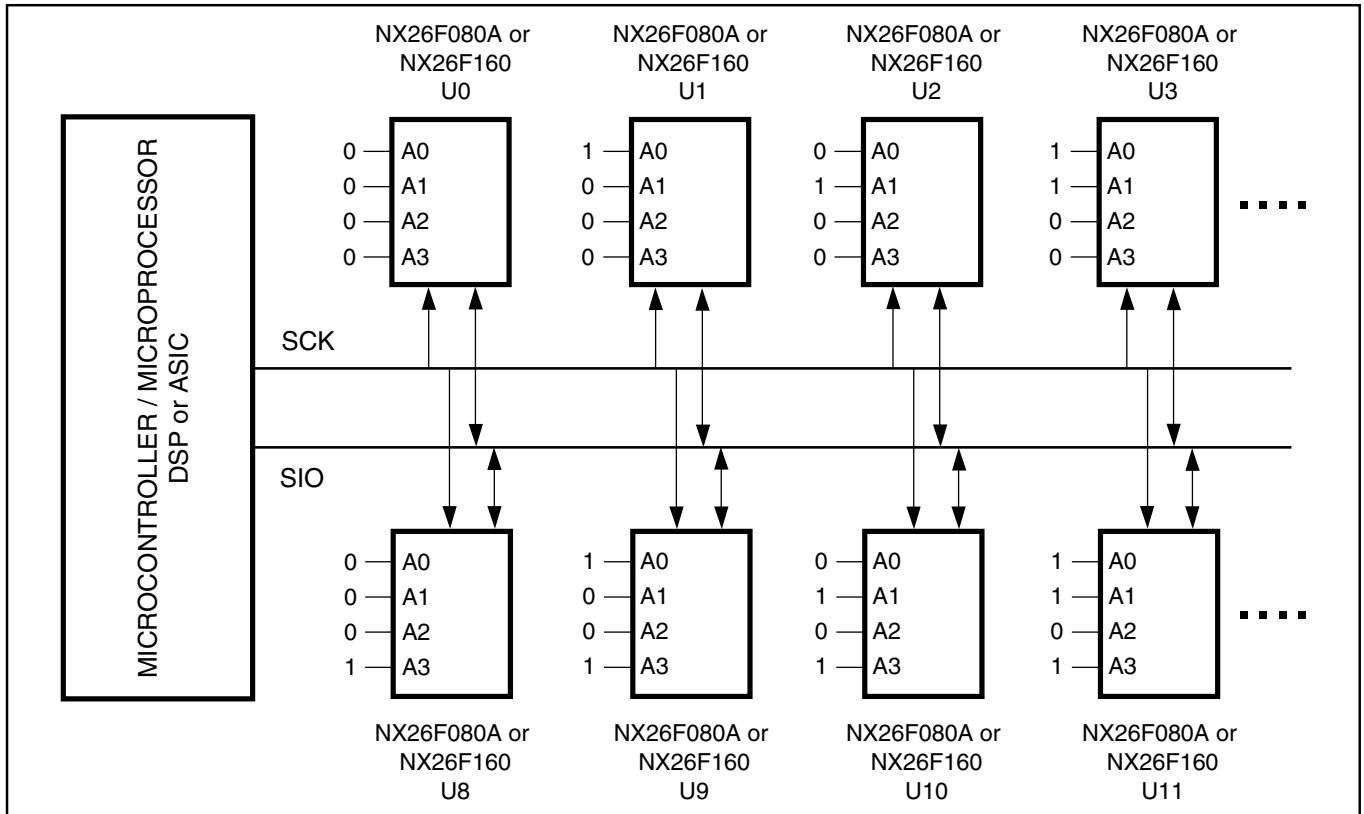 NX26F080A or
NX26F160
U0
NX26F080A or
NX26F160
U1
NX26F080A or
NX26F160
U2
NX26F080A or
NX26F160
U3
MICROCONTROLLER / MICROPROCESSOR
DSP or ASIC
0 A0
0 A1
0 A2
0 A3
1 A0
0 A1
0 A2
0 A3
0 A0
1 A1
0 A2
0 A3
1 A0
1 A1
0 A2
0 A3
SCK
SIO
0 A0
0 A1
0 A2
1 A3
1 A0
0 A1
0 A2
1 A3
0 A0
1 A1
0 A2
1 A3
1 A0
1 A1
0 A2
1 A3
NX26F080A or
NX26F160
U8
NX26F080A or
NX26F160
U9
NX26F080A or
NX26F160
U10
NX26F080A or
NX26F160
U11